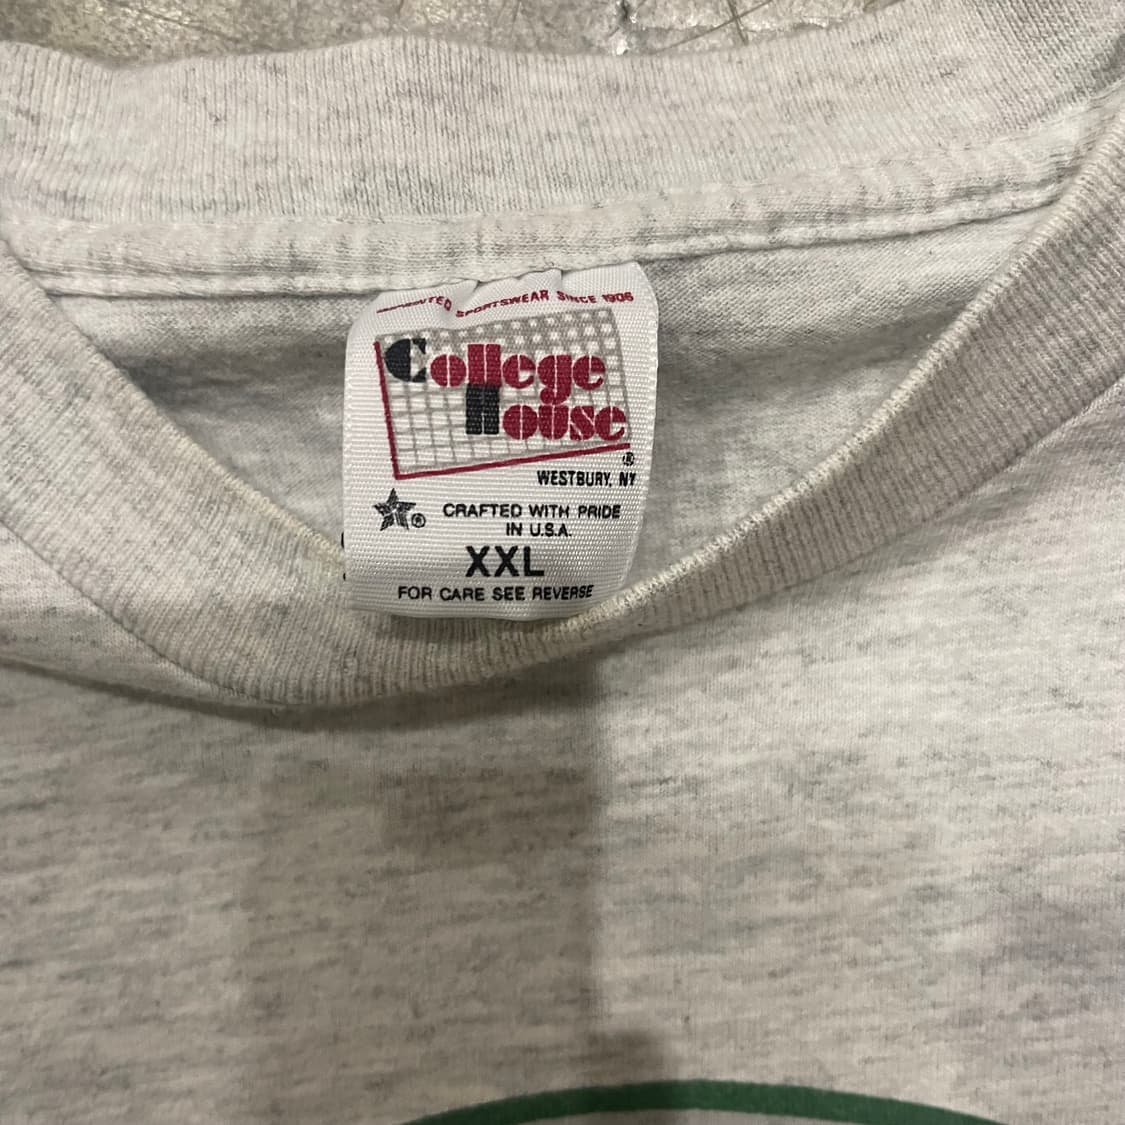 SPORTSWEAR SINCE 1906
College
House
®
WESTBURY, NY
® CRAFTED WITH PRIDE
IN U.S.A.
XXL
FOR CARE SEE REVERSE